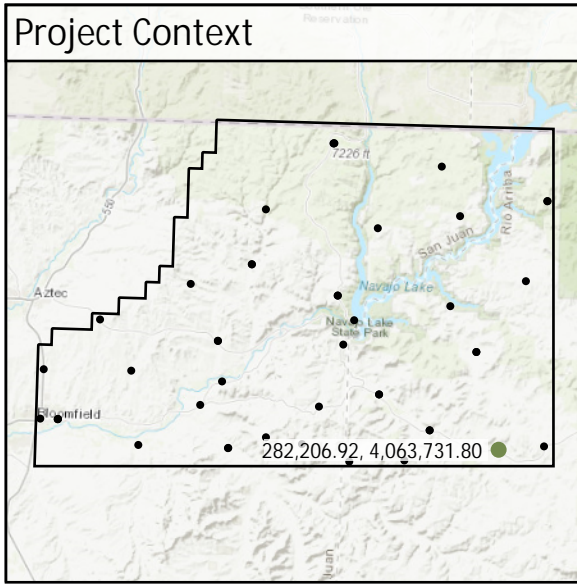 Project Context
Reservation
7226 ft
550
San Juan
Rio Arriba
Aztec
Navajo Lake
Navajo Lake
State Park
Bloomfield
282,206.92, 4,063,731.80